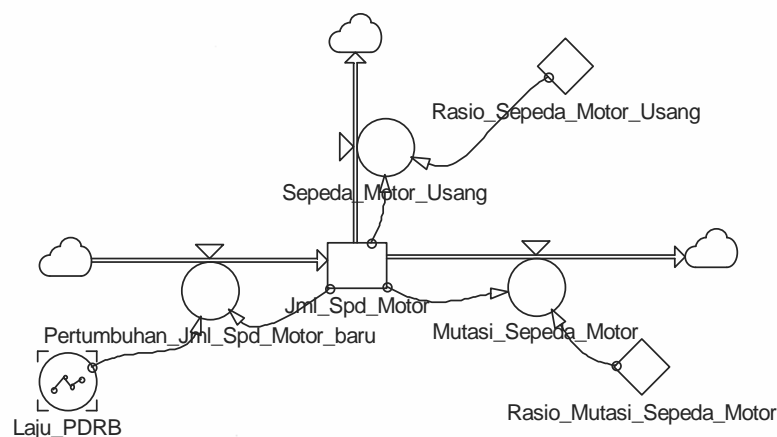 Rasio_Sepeda_Motor_Usang
Sepeda_Motor_Usang
Jml_Spd_Motor
Pertumbuhan_Jml_Spd_Motor_baru
Mutasi_Sepeda_Motor
Rasio_Mutasi_Sepeda_Motor
Laju_PDRB